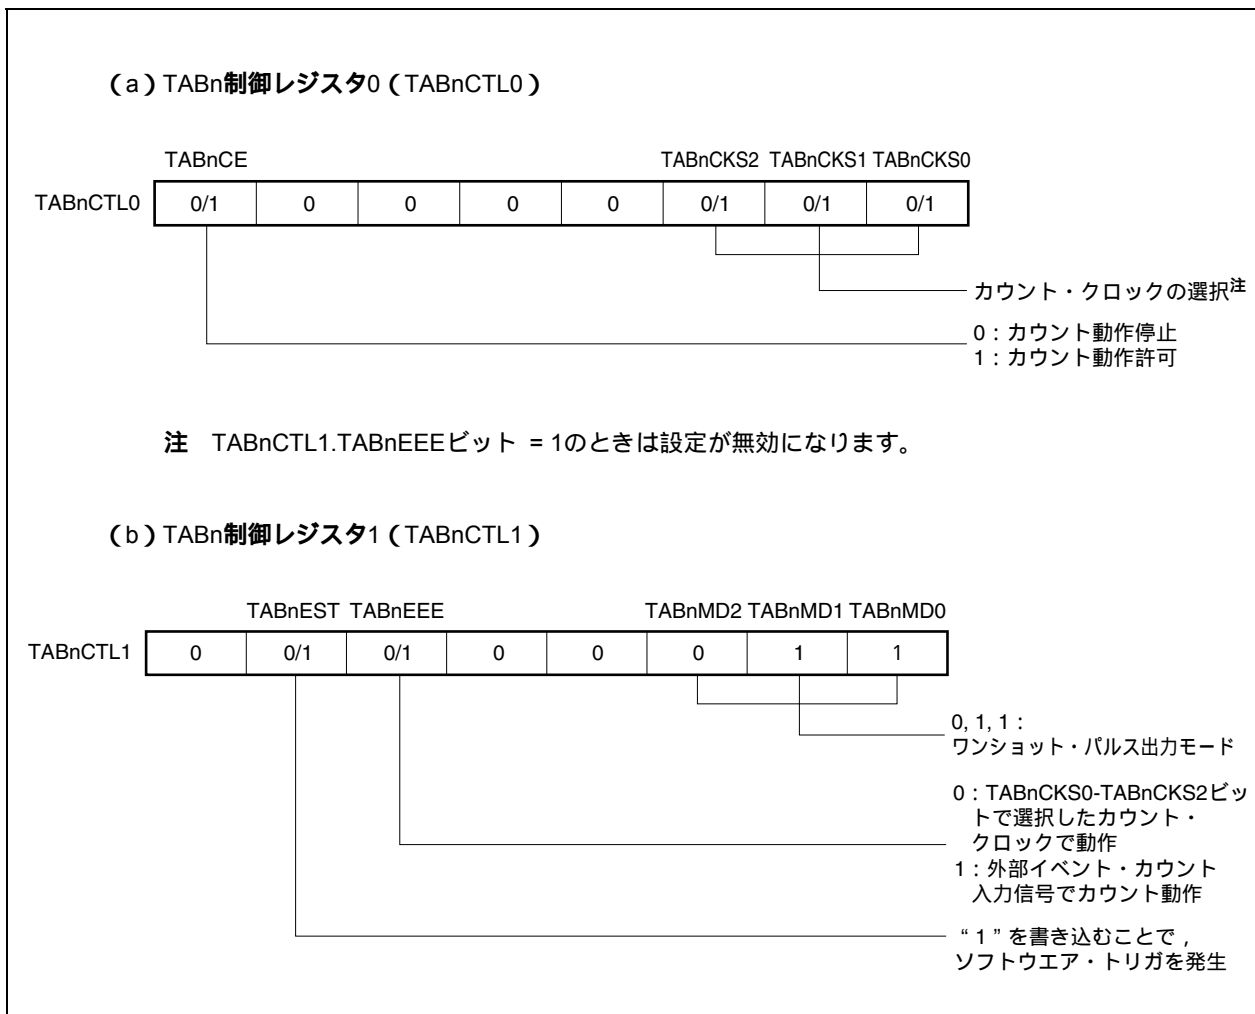 （a）TABn制御レジスタ0（TABnCTL0）
TABnCE TABnCKS2 TABnCKS1 TABnCKS0
TABnCTL0 0/1 0 0 0 0 0/1 0/1 0/1
カウント・クロックの選択注
0：カウント動作停止
1：カウント動作許可
注 TABnCTL1.TABnEEEビット = 1のときは設定が無効になります。
（b）TABn制御レジスタ1（TABnCTL1）
TABnEST TABnEEE TABnMD2 TABnMD1 TABnMD0
TABnCTL1 0 0/1 0/1 0 0 0 1 1
0, 1, 1：
ワンショット・パルス出力モード
0：TABnCKS0-TABnCKS2ビッ
トで選択したカウント・
クロックで動作
1：外部イベント・カウント
入力信号でカウント動作
“1”を書き込むことで，
ソフトウエア・トリガを発生